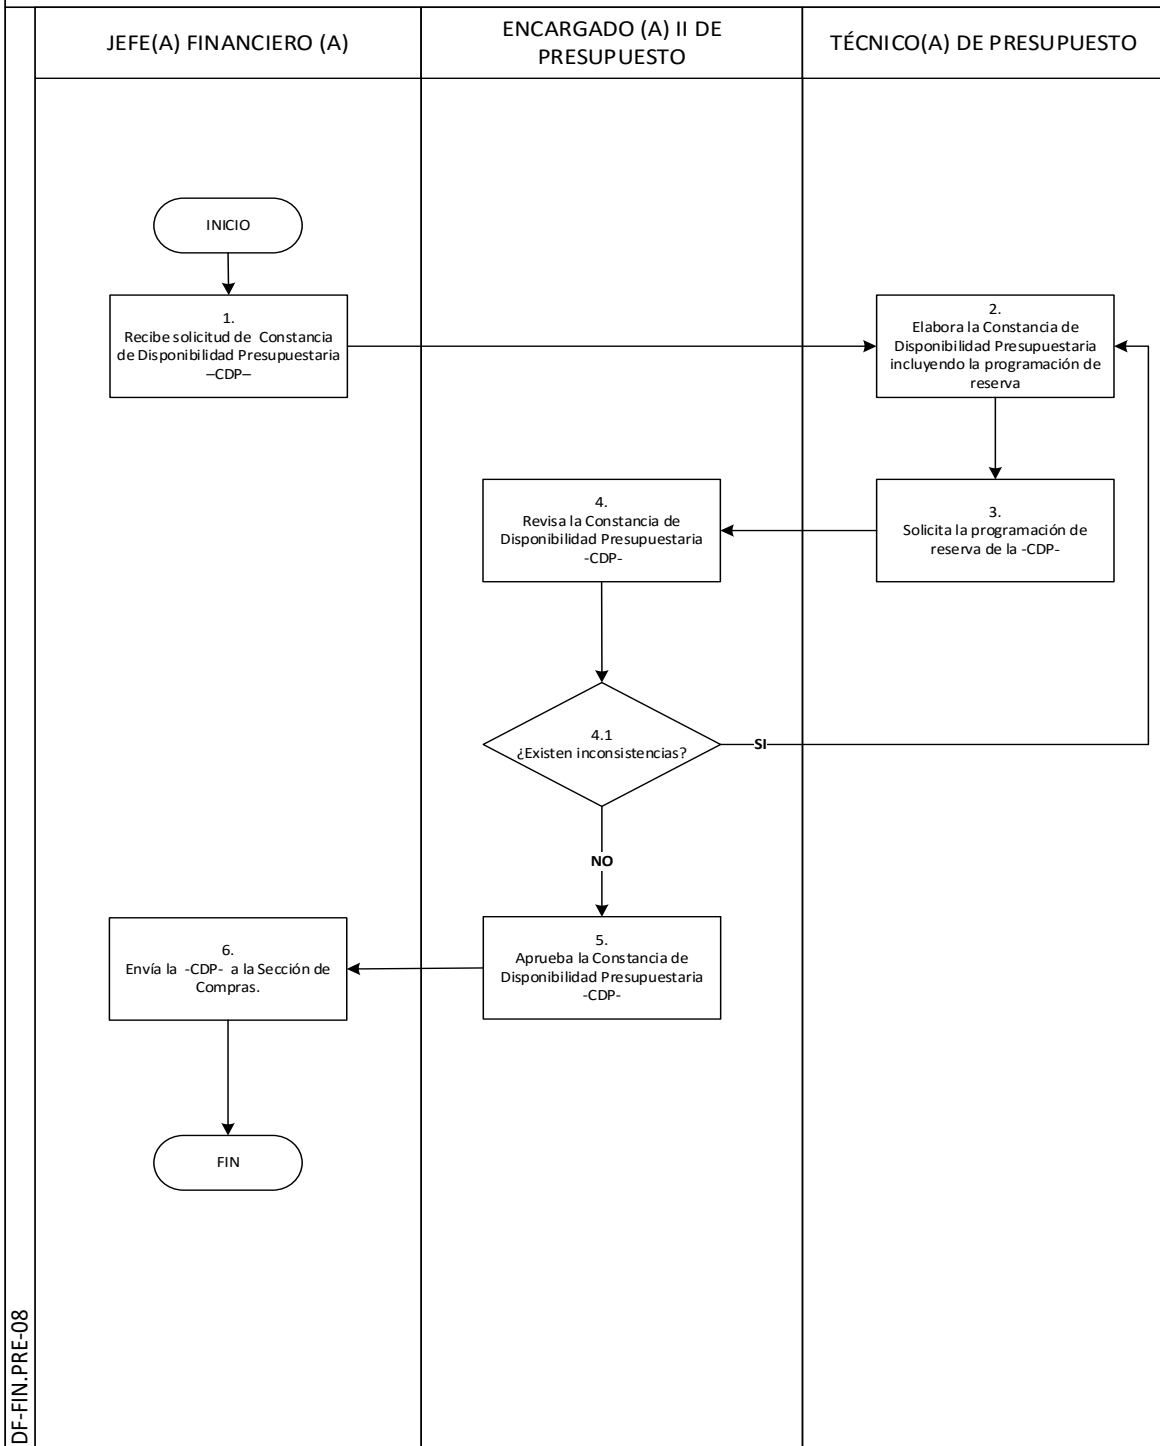 JEFE(A) FINANCIERO (A)
ENCARGADO (A) II DE
PRESUPUESTO
TÉCNICO(A) DE PRESUPUESTO
INICIO
1.
Recibe solicitud de Constancia
de Disponibilidad Presupuestaria
–CDP–
2.
Elabora la Constancia de
Disponibilidad Presupuestaria
incluyendo la programación de
reserva
3.
Solicita la programación de
reserva de la -CDP-
4.
Revisa la Constancia de
Disponibilidad Presupuestaria
-CDP-
4.1
¿Existen inconsistencias?
SI
NO
5.
Aprueba la Constancia de
Disponibilidad Presupuestaria
-CDP-
6.
Envía la -CDP- a la Sección de
Compras.
FIN
DF-FIN.PRE-08